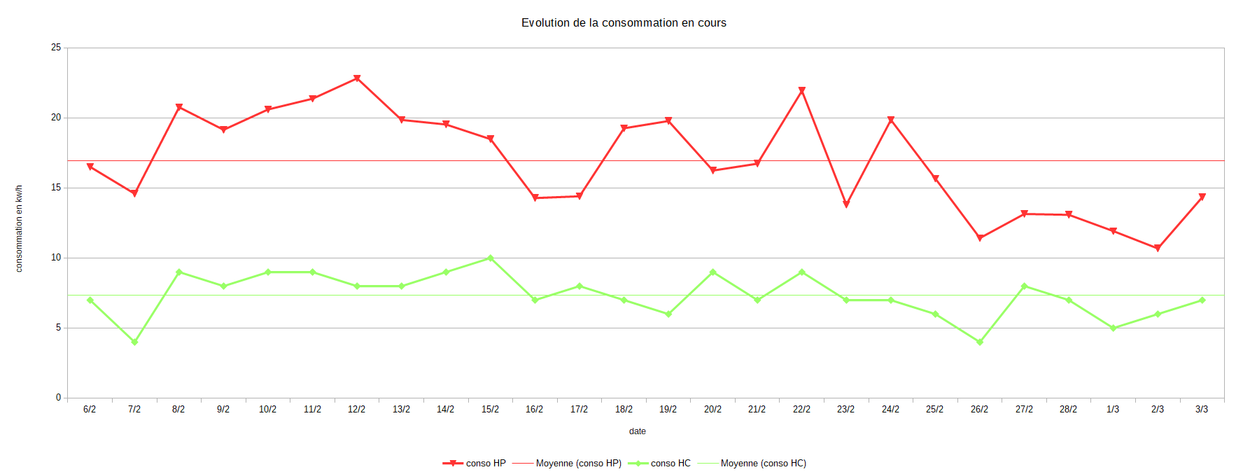 Evolution de la consommation en cours
25
20
15
10
5
0
consommation en kw/h
6/2 7/2 8/2 9/2 10/2 11/2 12/2 13/2 14/2 15/2 16/2 17/2 18/2 19/2 20/2 21/2 22/2 23/2 24/2 25/2 26/2 27/2 28/2 1/3 2/3 3/3
date
conso HP Moyenne (conso HP) conso HC Moyenne (conso HC)